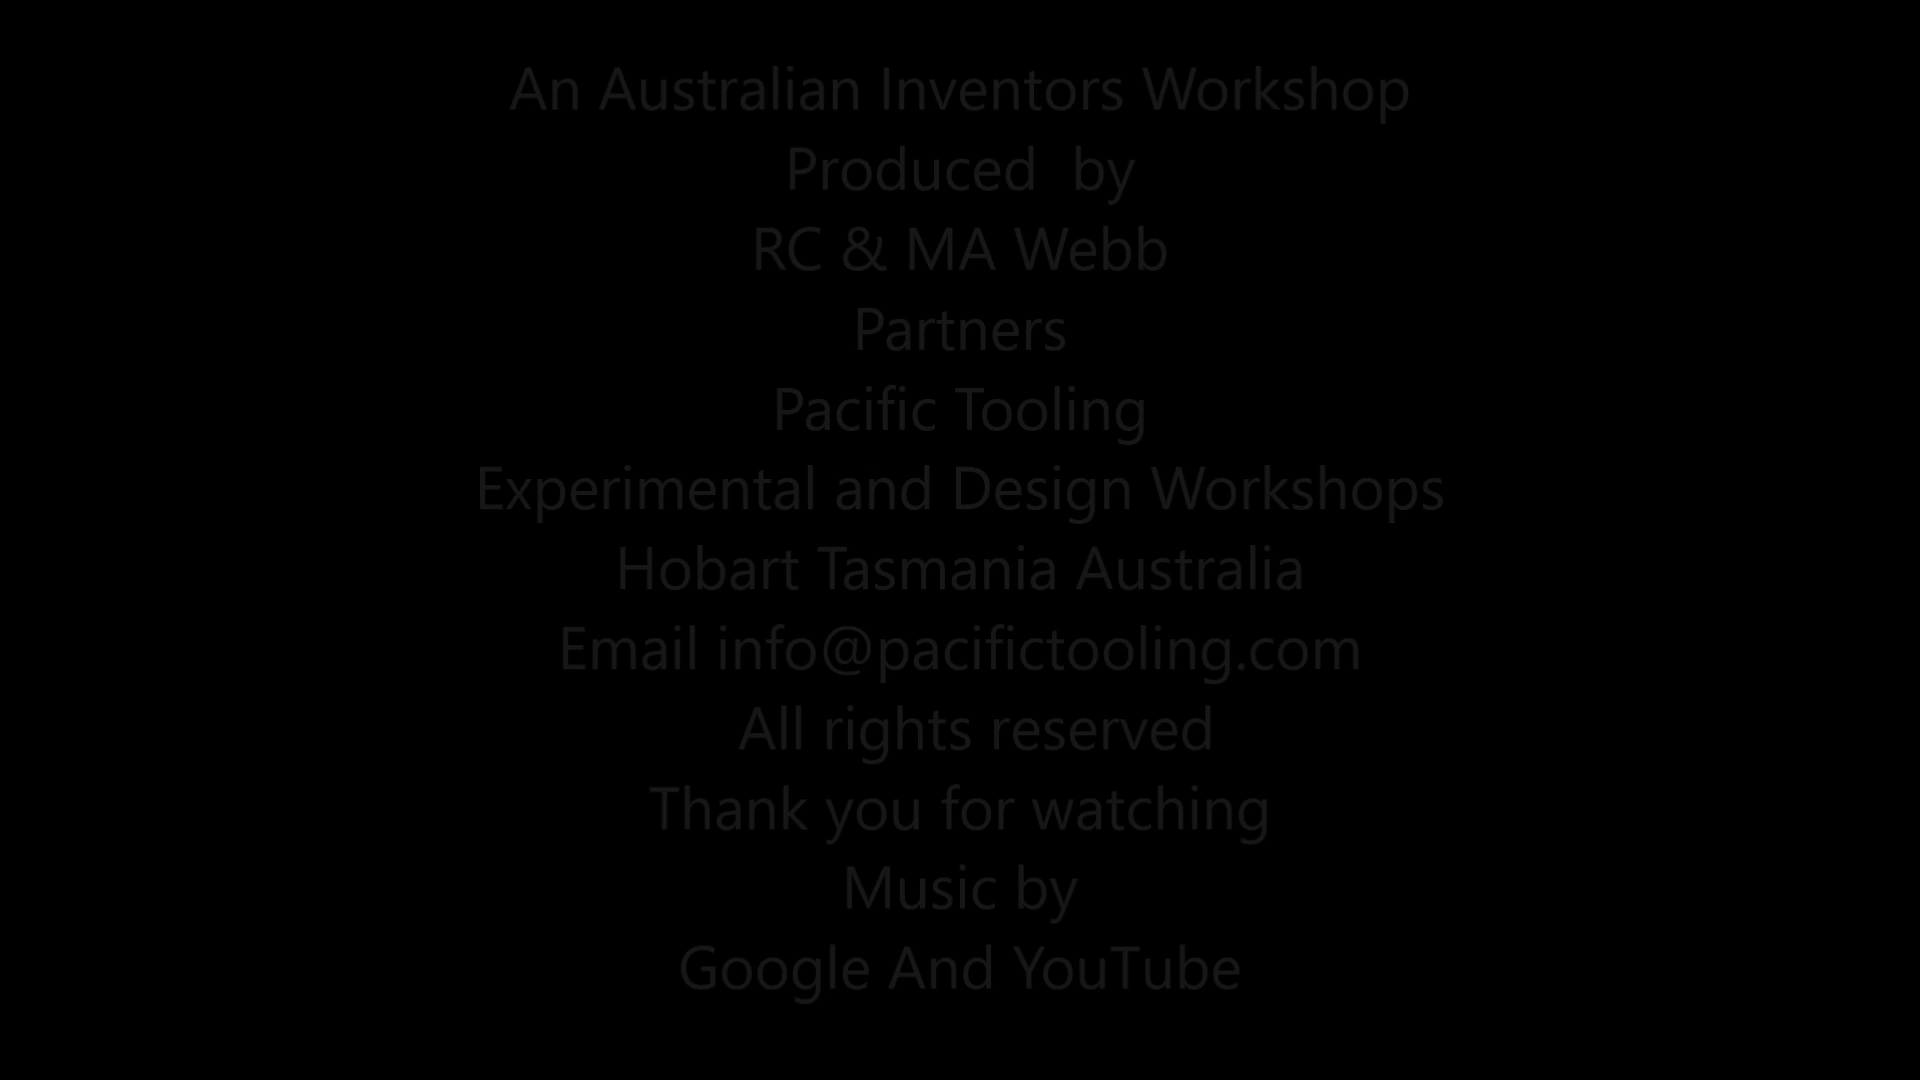 An Australian Inventors Workshop
Produced  by
RC & MA Webb
Partners
Pacific Tooling
Experimental and Design Workshops
Hobart Tasmania Australia
Email info@pacifictooling.com
All rights reserved
Thank you for watching
Music by
Google And YouTube